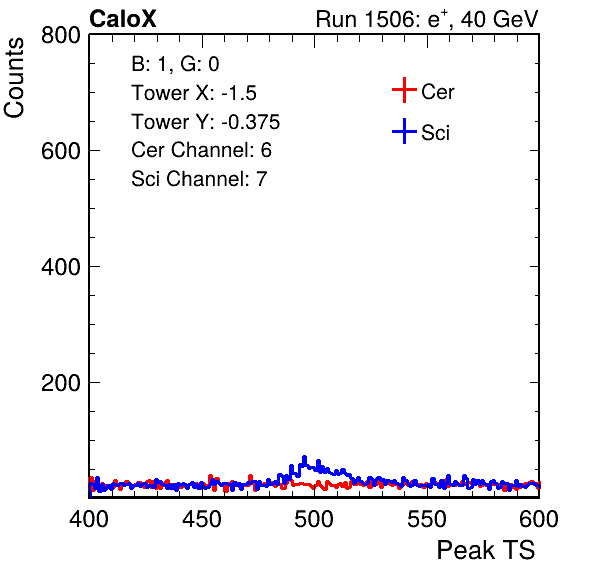 CaloX Run 1506: e⁺, 40 GeV
Counts
800
600
400
200
B: 1, G: 0
Tower X: -1.5
Tower Y: -0.375
Cer Channel: 6
Sci Channel: 7
Cer
Sci
400 450 500 550 600
Peak TS